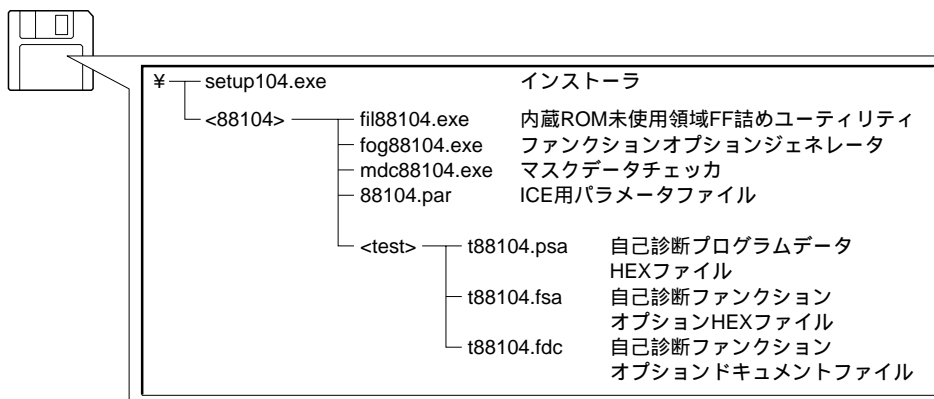 ¥ setup104.exe インストーラ
<88104> fil88104.exe 内蔵ROM未使用領域FF詰めユーティリティ
fog88104.exe ファンクションオプションジェネレータ
mdc88104.exe マスクデータチェッカ
88104.par ICE用パラメータファイル
<test> t88104.psa 自己診断プログラムデータ
HEXファイル
t88104.fsa 自己診断ファンクション
オプションHEXファイル
t88104.fdc 自己診断ファンクション
オプションドキュメントファイル